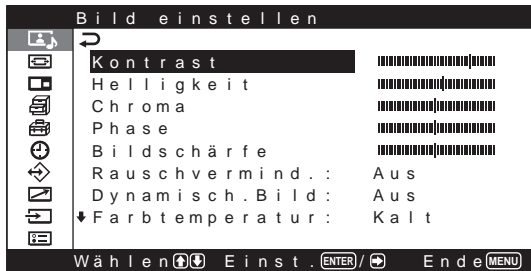 Bild einstellen
Kontrast
Helligkeit
Chroma
Phase
Bildschärfe
Rauschvermind.: Aus
Dynamisch.Bild: Aus
Farbtemperatur: Kalt
Wählen Einst. ENTER / Ende MENU